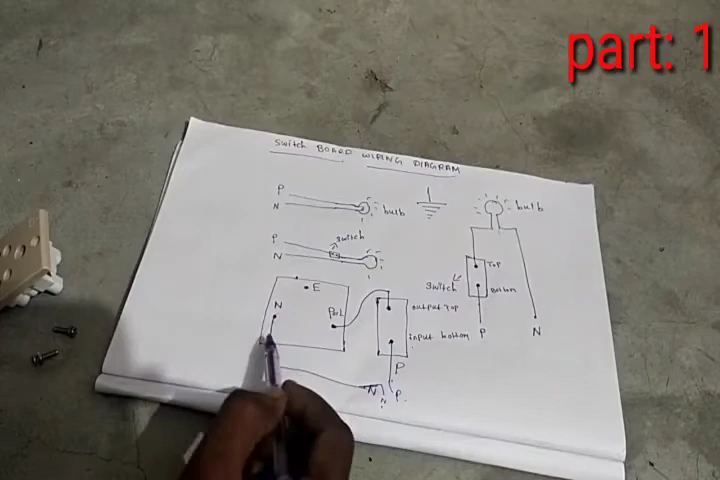 part: 1
Switch BOARD WIRING DIAGRAM
P
N
bulb
bulb
P
N
switch
Top
Switch
Bottom
P
N
E
N
output Top
input bottom
P
N
N
P